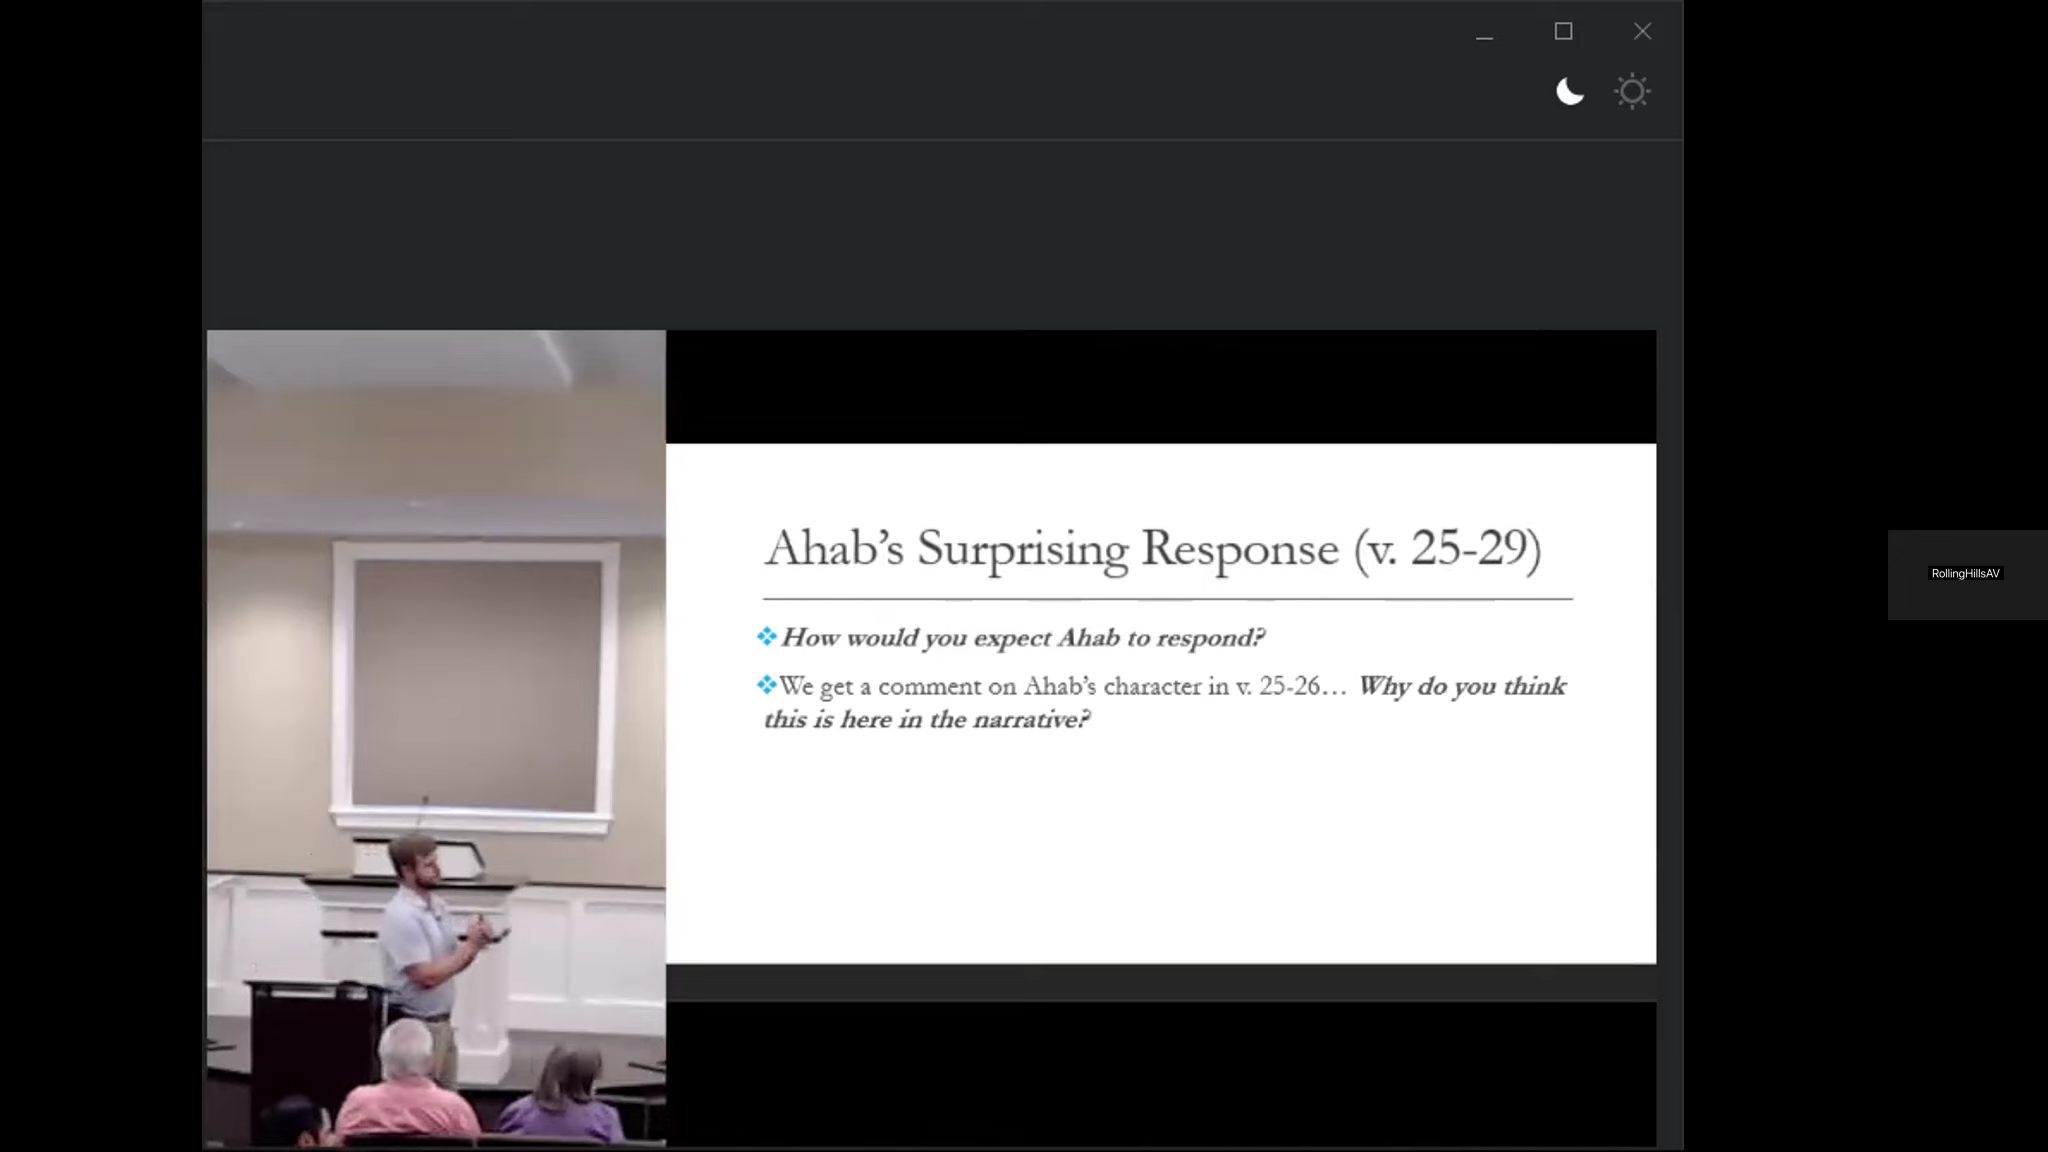 Ahab’s Surprising Response (v. 25-29)
How would you expect Ahab to respond?
We get a comment on Ahab’s character in v. 25-26… Why do you think
this is here in the narrative?
RollingHillsAV